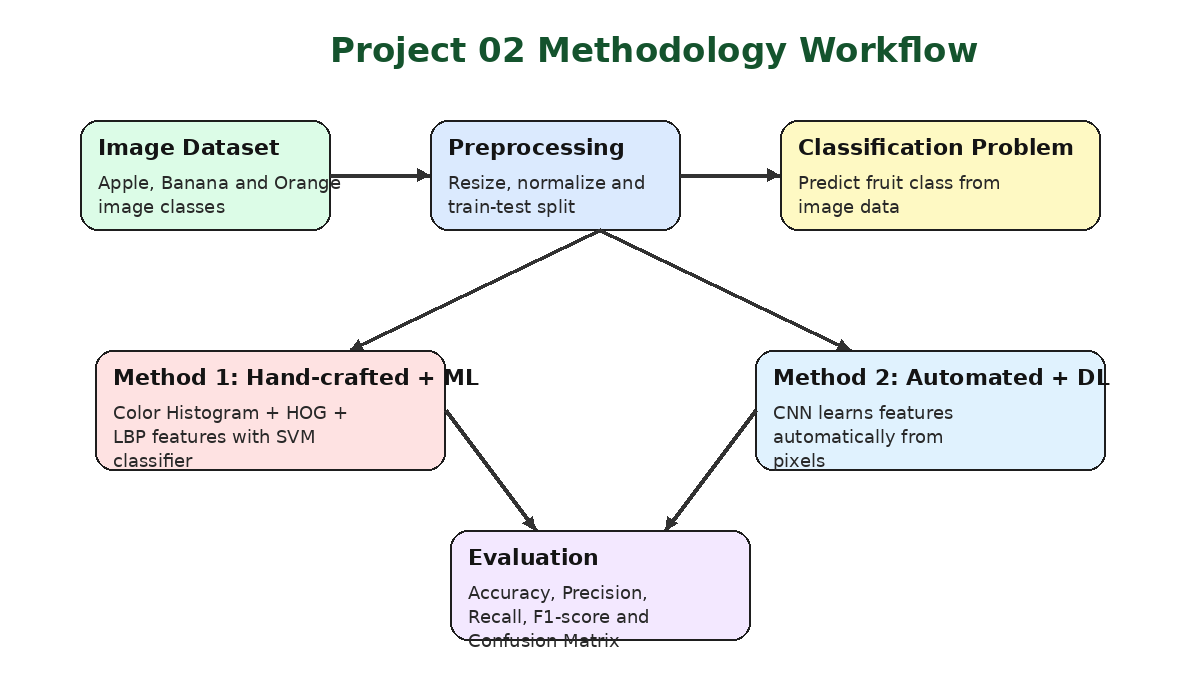 Project 02 Methodology Workflow
Image Dataset
Apple, Banana and Orange
image classes
Preprocessing
Resize, normalize and
train-test split
Classification Problem
Predict fruit class from
image data
Method 1: Hand-crafted + ML
Color Histogram + HOG +
LBP features with SVM
classifier
Method 2: Automated + DL
CNN learns features
automatically from
pixels
Evaluation
Accuracy, Precision,
Recall, F1-score and
Confusion Matrix